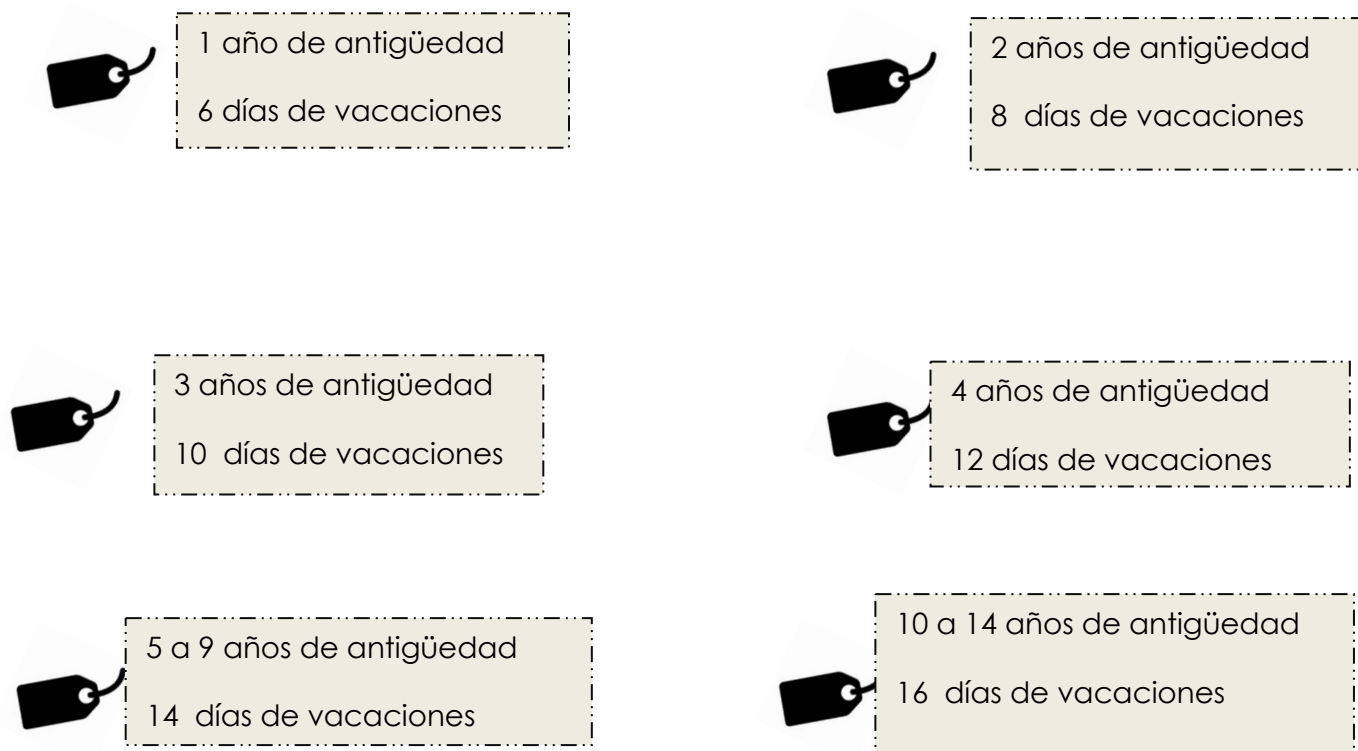 1 año de antigüedad
6 días de vacaciones
2 años de antigüedad
8 días de vacaciones
3 años de antigüedad
10 días de vacaciones
4 años de antigüedad
12 días de vacaciones
5 a 9 años de antigüedad
14 días de vacaciones
10 a 14 años de antigüedad
16 días de vacaciones